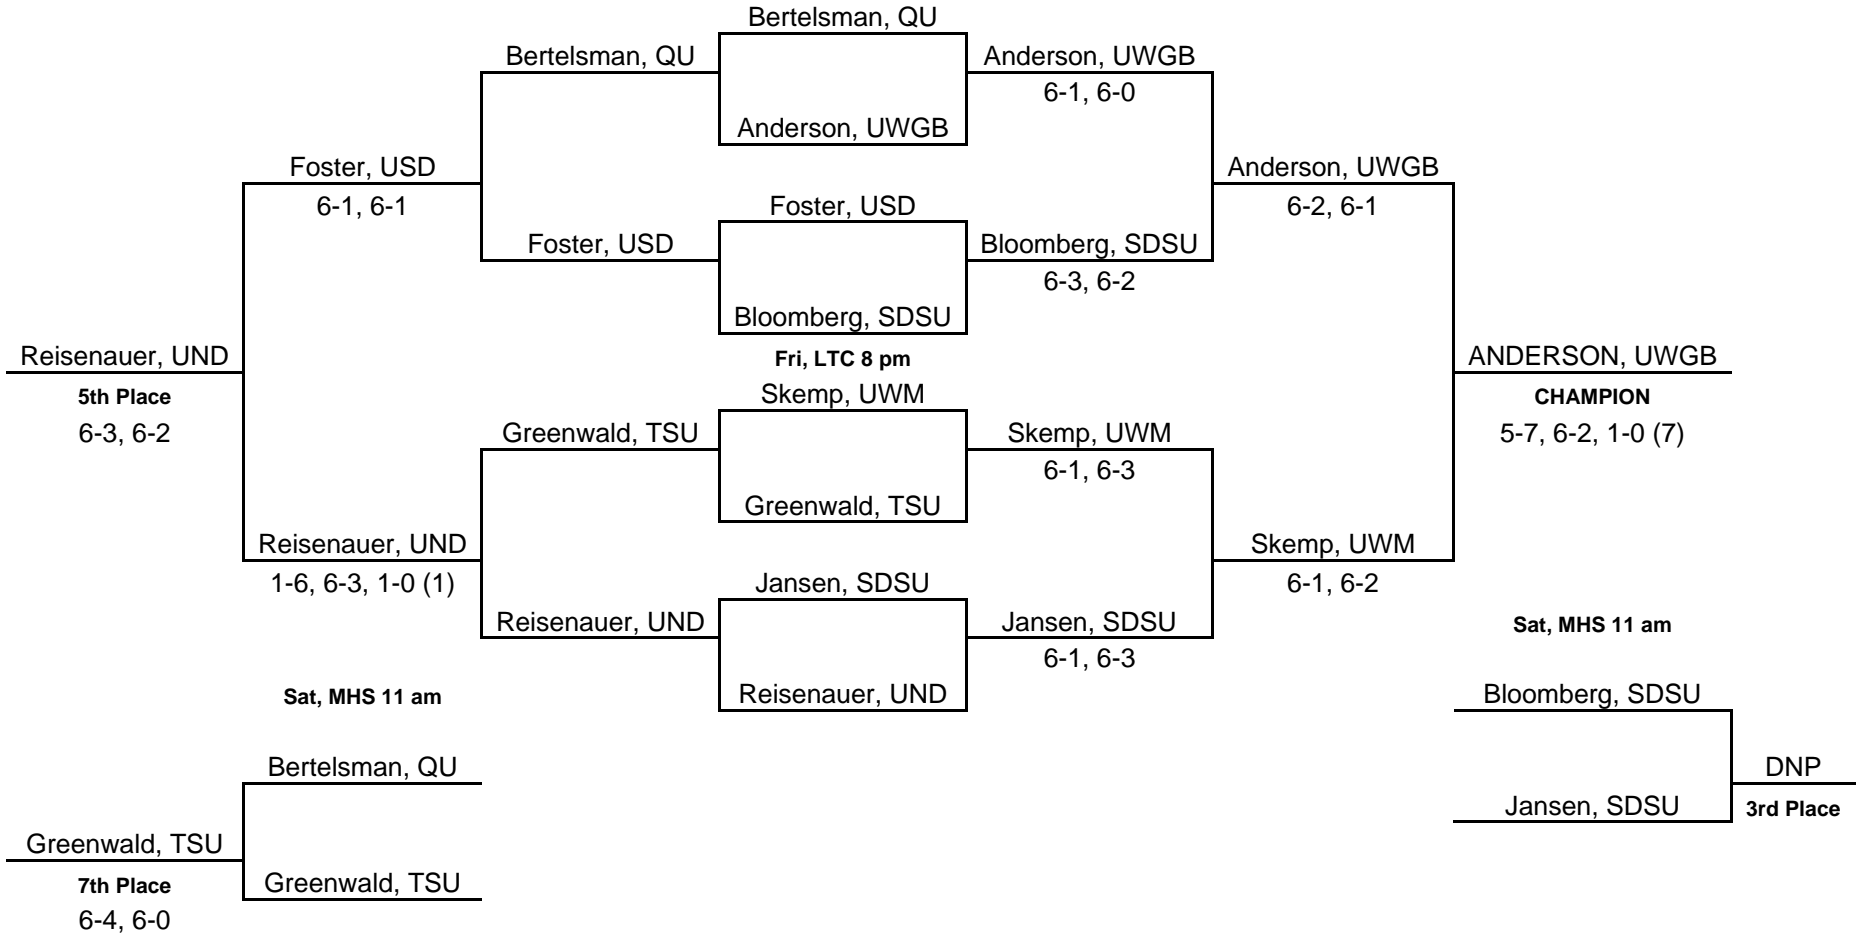 Bertelsman, QU
Bertelsman, QU
Anderson, UWGB
6-1, 6-0
Anderson, UWGB
Foster, USD
6-1, 6-1
Anderson, UWGB
6-2, 6-1
Foster, USD
Foster, USD
Bloomberg, SDSU
6-3, 6-2
Bloomberg, SDSU
Reisenauer, UND
5th Place
6-3, 6-2
Fri, LTC 8 pm
ANDERSON, UWGB
CHAMPION
5-7, 6-2, 1-0 (7)
Skemp, UWM
Greenwald, TSU
Skemp, UWM
6-1, 6-3
Greenwald, TSU
Reisenauer, UND
1-6, 6-3, 1-0 (1)
Skemp, UWM
6-1, 6-2
Jansen, SDSU
Reisenauer, UND
Jansen, SDSU
6-1, 6-3
Reisenauer, UND
Sat, MHS 11 am
Sat, MHS 11 am
Bloomberg, SDSU
Bertelsman, QU
DNP
3rd Place
Jansen, SDSU
Greenwald, TSU
7th Place
6-4, 6-0
Greenwald, TSU